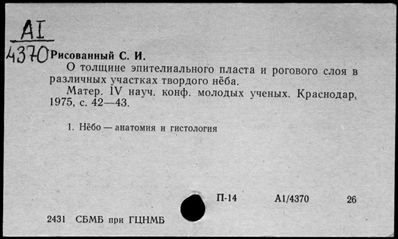 AI
4370
Рисованный С. И.
О толщине эпителиального пласта и рогового слоя в
различных участках твердого нёба.
Матер. IV науч. конф. молодых ученых. Краснодар,
1975, с. 42—43.
1. Нёбо — анатомия и гистология
П-14 А1/4370 26
2431 СБМБ при ГЦНМБ